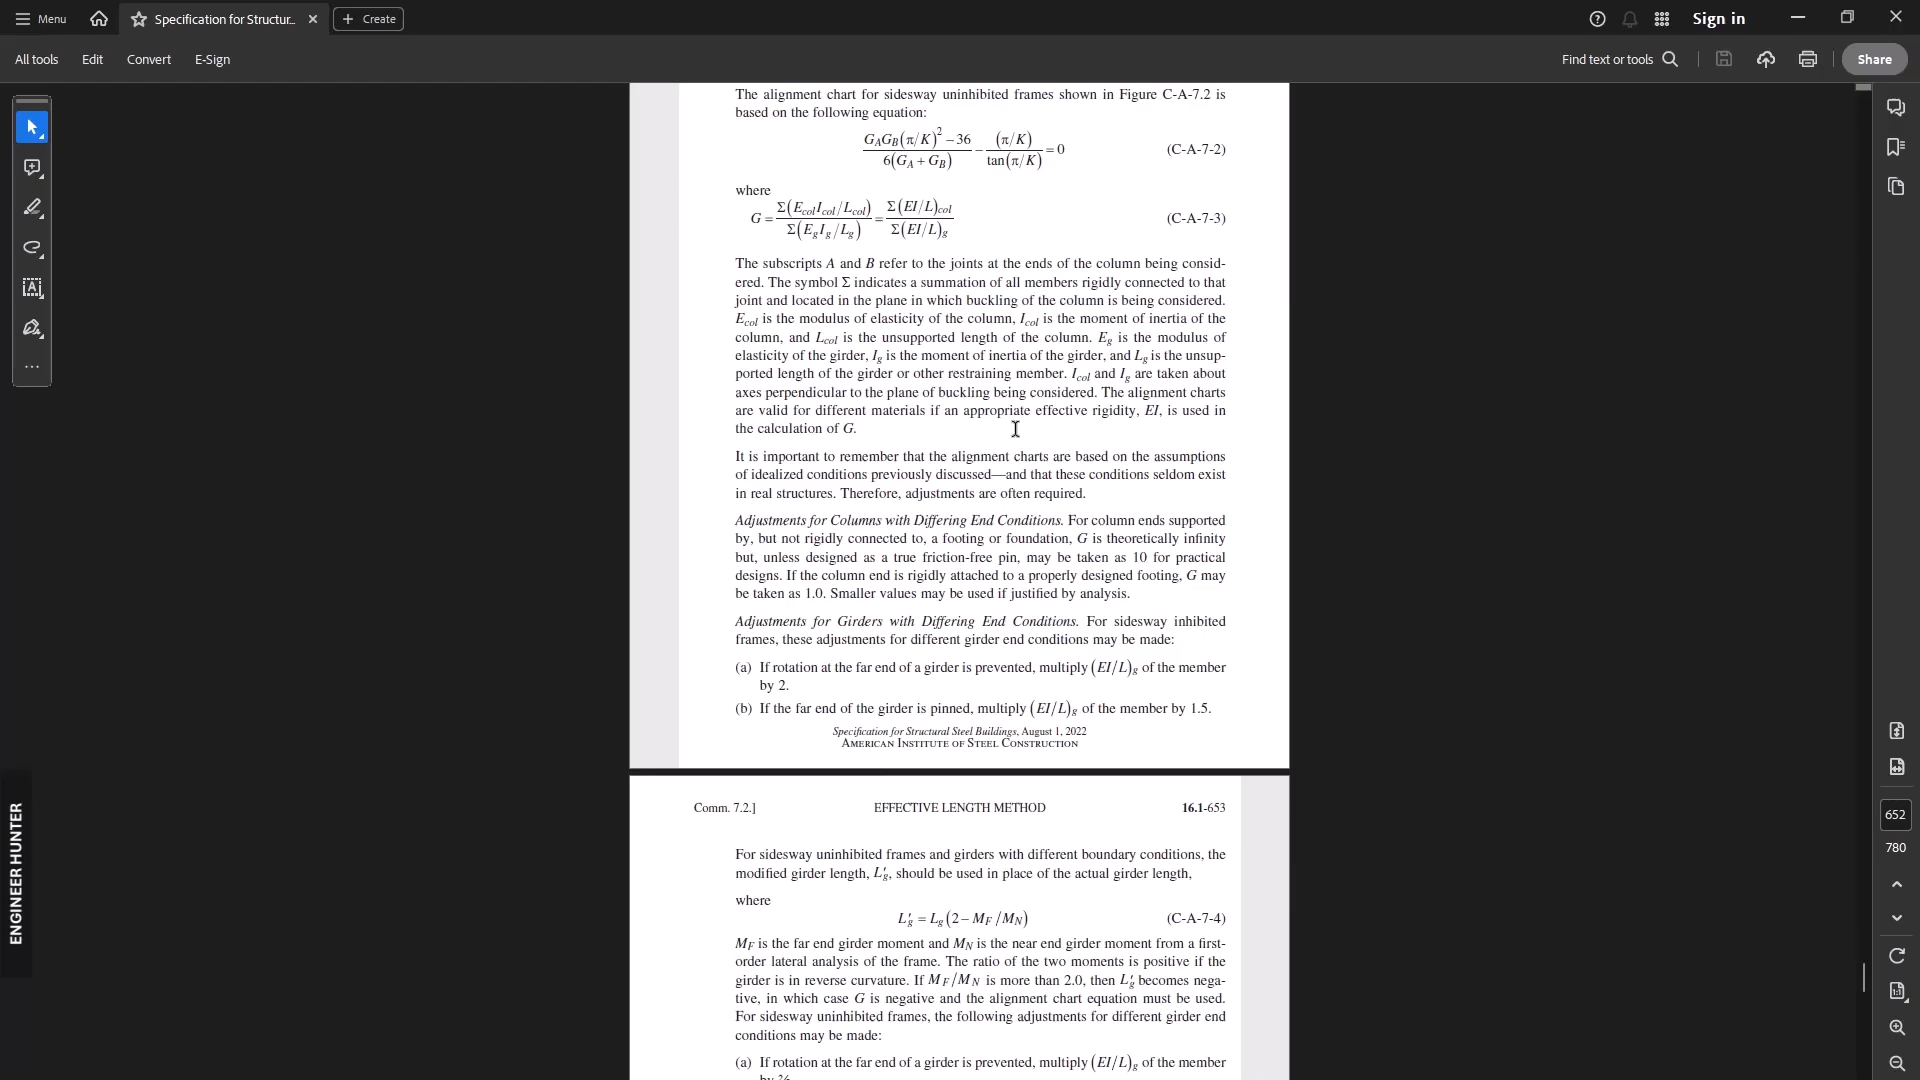 Menu
Specification for Structur...
Create
Sign in
All tools
Edit
Convert
E-Sign
Find text or tools
Share
The alignment chart for sidesway uninhibited frames shown in Figure C-A-7.2 is
based on the following equation:
G_A G_B (π/K)² − 36 / 6(G_A + G_B) − (π/K) / tan(π/K) = 0 (C-A-7-2)
where
G = Σ(E_col I_col / L_col) / Σ(E_g I_g / L_g) = Σ(EI/L)_col / Σ(EI/L)_g (C-A-7-3)
The subscripts A and B refer to the joints at the ends of the column being consid-
ered. The symbol Σ indicates a summation of all members rigidly connected to that
joint and located in the plane in which buckling of the column is being considered.
E_col is the modulus of elasticity of the column, I_col is the moment of inertia of the
column, and L_col is the unsupported length of the column. E_g is the modulus of
elasticity of the girder, I_g is the moment of inertia of the girder, and L_g is the unsup-
ported length of the girder or other restraining member. I_col and I_g are taken about
axes perpendicular to the plane of buckling being considered. The alignment charts
are valid for different materials if an appropriate effective rigidity, EI, is used in
the calculation of G.
It is important to remember that the alignment charts are based on the assumptions
of idealized conditions previously discussed—and that these conditions seldom exist
in real structures. Therefore, adjustments are often required.
Adjustments for Columns with Differing End Conditions. For column ends supported
by, but not rigidly connected to, a footing or foundation, G is theoretically infinity
but, unless designed as a true friction-free pin, may be taken as 10 for practical
designs. If the column end is rigidly attached to a properly designed footing, G may
be taken as 1.0. Smaller values may be used if justified by analysis.
Adjustments for Girders with Differing End Conditions. For sidesway inhibited
frames, these adjustments for different girder end conditions may be made:
(a) If rotation at the far end of a girder is prevented, multiply (EI/L)_g of the member
by 2.
(b) If the far end of the girder is pinned, multiply (EI/L)_g of the member by 1.5.
Specification for Structural Steel Buildings, August 1, 2022
AMERICAN INSTITUTE OF STEEL CONSTRUCTION
Comm. 7.2.] EFFECTIVE LENGTH METHOD 16.1-653
For sidesway uninhibited frames and girders with different boundary conditions, the
modified girder length, L′_g, should be used in place of the actual girder length,
where
L′_g = L_g (2 − M_F / M_N) (C-A-7-4)
M_F is the far end girder moment and M_N is the near end girder moment from a first-
order lateral analysis of the frame. The ratio of the two moments is positive if the
girder is in reverse curvature. If M_F / M_N is more than 2.0, then L′_g becomes nega-
tive, in which case G is negative and the alignment chart equation must be used.
For sidesway uninhibited frames, the following adjustments for different girder end
conditions may be made:
(a) If rotation at the far end of a girder is prevented, multiply (EI/L)_g of the member
652
780
ENGINEER HUNTER